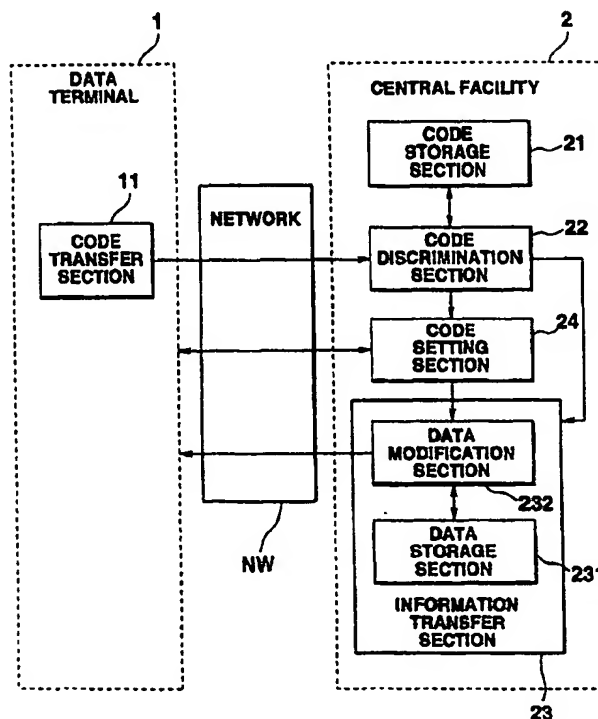 1
DATA
TERMINAL
11
CODE
TRANSFER
SECTION
NETWORK
NW
2
CENTRAL FACILITY
CODE
STORAGE
SECTION
21
CODE
DISCRIMINATION
SECTION
22
CODE
SETTING
SECTION
24
DATA
MODIFICATION
SECTION
232
DATA
STORAGE
SECTION
231
INFORMATION
TRANSFER
SECTION
23